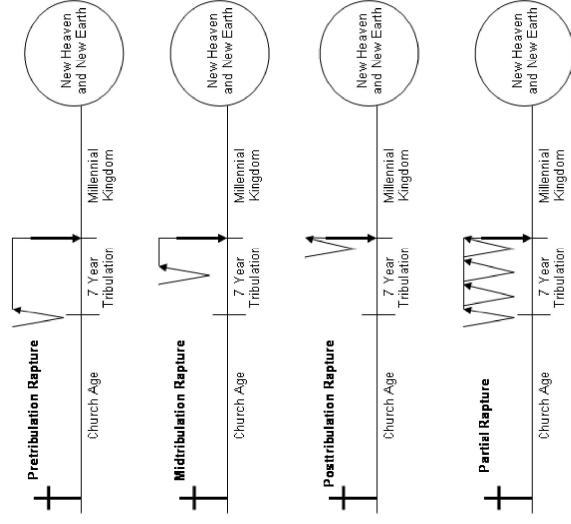 Pretribulation Rapture
Church Age
7 Year
Tribulation
Millennial
Kingdom
New Heaven
and New Earth
Midtribulation Rapture
Church Age
7 Year
Tribulation
Millennial
Kingdom
New Heaven
and New Earth
Posttribulation Rapture
Church Age
7 Year
Tribulation
Millennial
Kingdom
New Heaven
and New Earth
Partial Rapture
Church Age
7 Year
Tribulation
Millennial
Kingdom
New Heaven
and New Earth